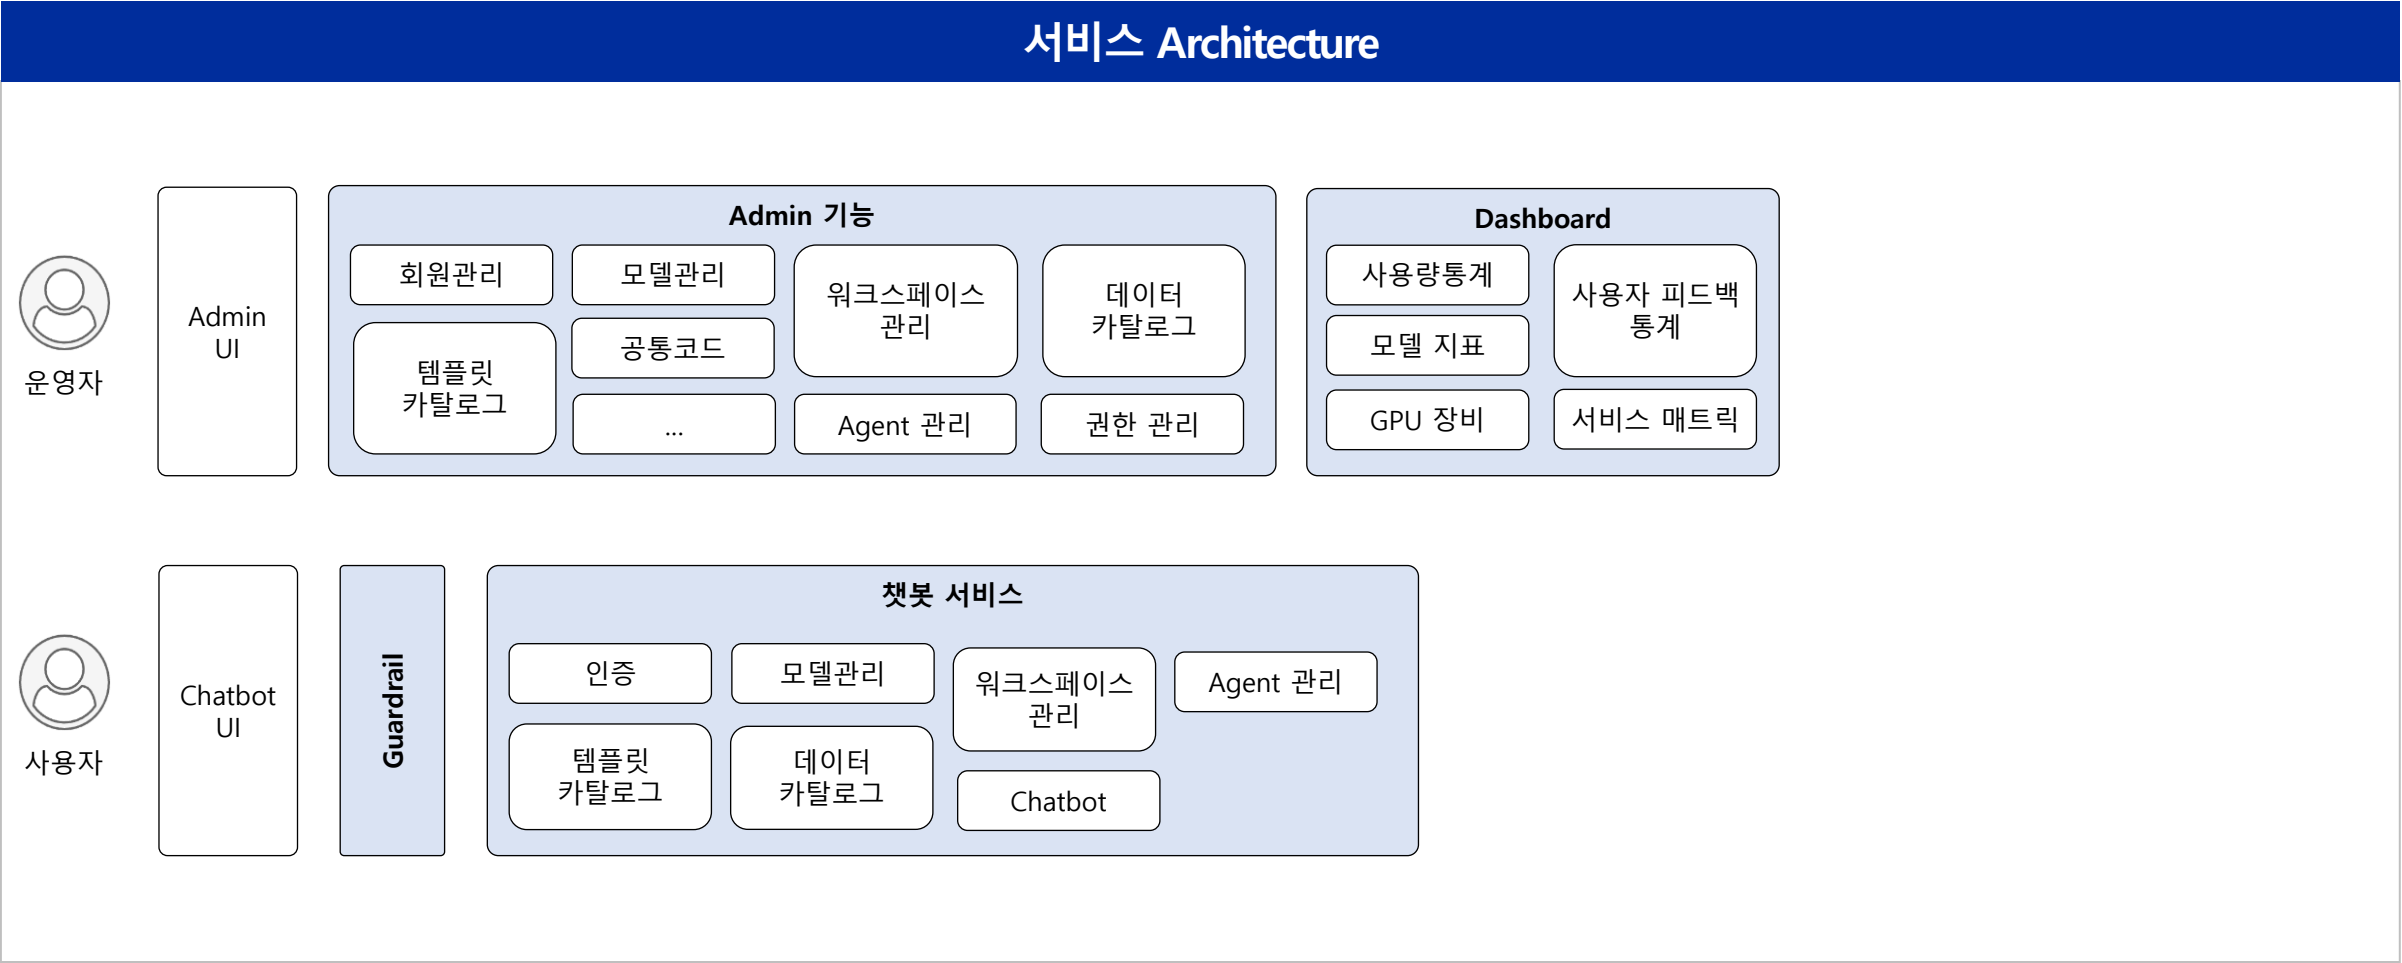 서비스 Architecture
운영자
Admin
UI
Admin 기능
회원관리
모델관리
워크스페이스
관리
데이터
카탈로그
템플릿
카탈로그
공통코드
...
Agent 관리
권한 관리
Dashboard
사용량통계
사용자 피드백
통계
모델 지표
GPU 장비
서비스 매트릭
사용자
Chatbot
UI
Guardrail
챗봇 서비스
인증
모델관리
워크스페이스
관리
Agent 관리
템플릿
카탈로그
데이터
카탈로그
Chatbot